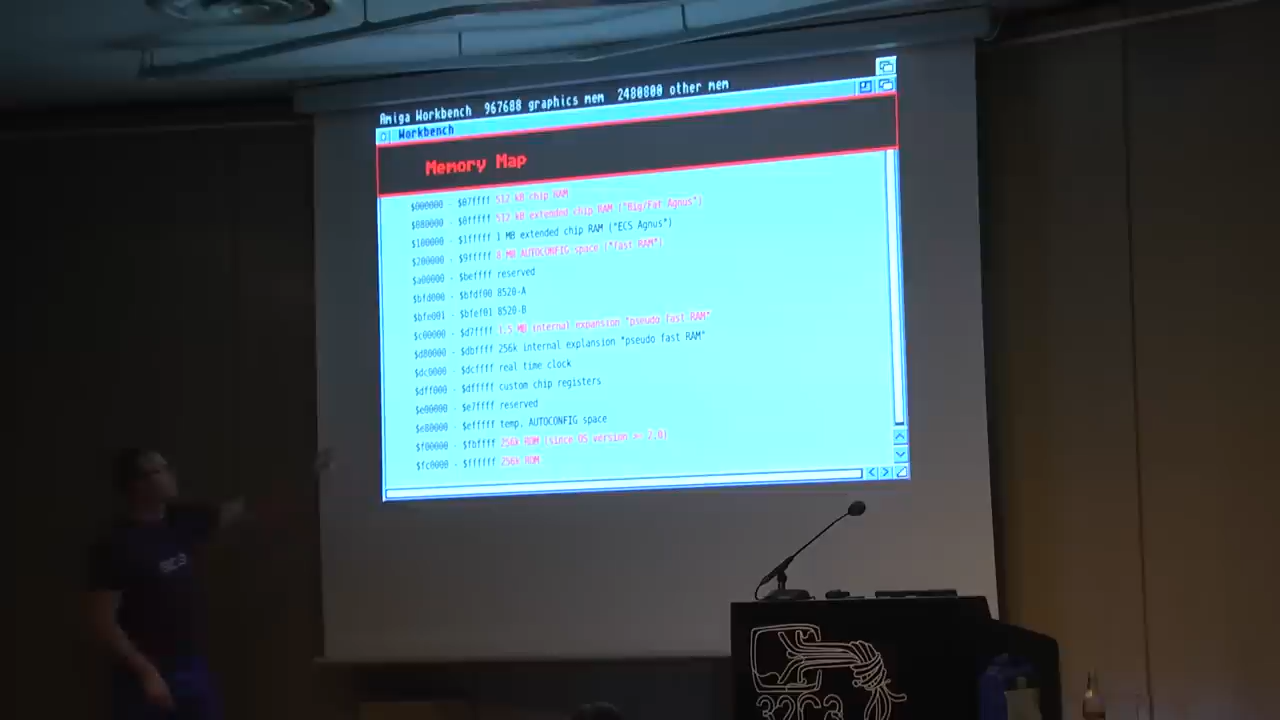 Amiga Workbench 967688 graphics mem 2480800 other mem
Workbench
Memory Map
$000000 - $07ffff 512 kB chip RAM
$080000 - $0fffff 512 kB extended chip RAM ("Big/Fat Agnus")
$100000 - $1fffff 1 MB extended chip RAM ("ECS Agnus")
$200000 - $9fffff 8 MB AUTOCONFIG space ("fast RAM")
$a00000 - $beffff reserved
$bfd000 - $bfdf00 8520-A
$bfe001 - $bfef01 8520-B
$c00000 - $d7ffff 1.5 MB internal expansion "pseudo fast RAM"
$d80000 - $dbffff 256k internal explansion "pseudo fast RAM"
$dc0000 - $dcffff real time clock
$dff000 - $dfffff custom chip registers
$e00000 - $e7ffff reserved
$e80000 - $efffff temp. AUTOCONFIG space
$f00000 - $fbffff 256k ROM (since OS version >= 2.0)
$fc0000 - $ffffff 256k ROM
32C3